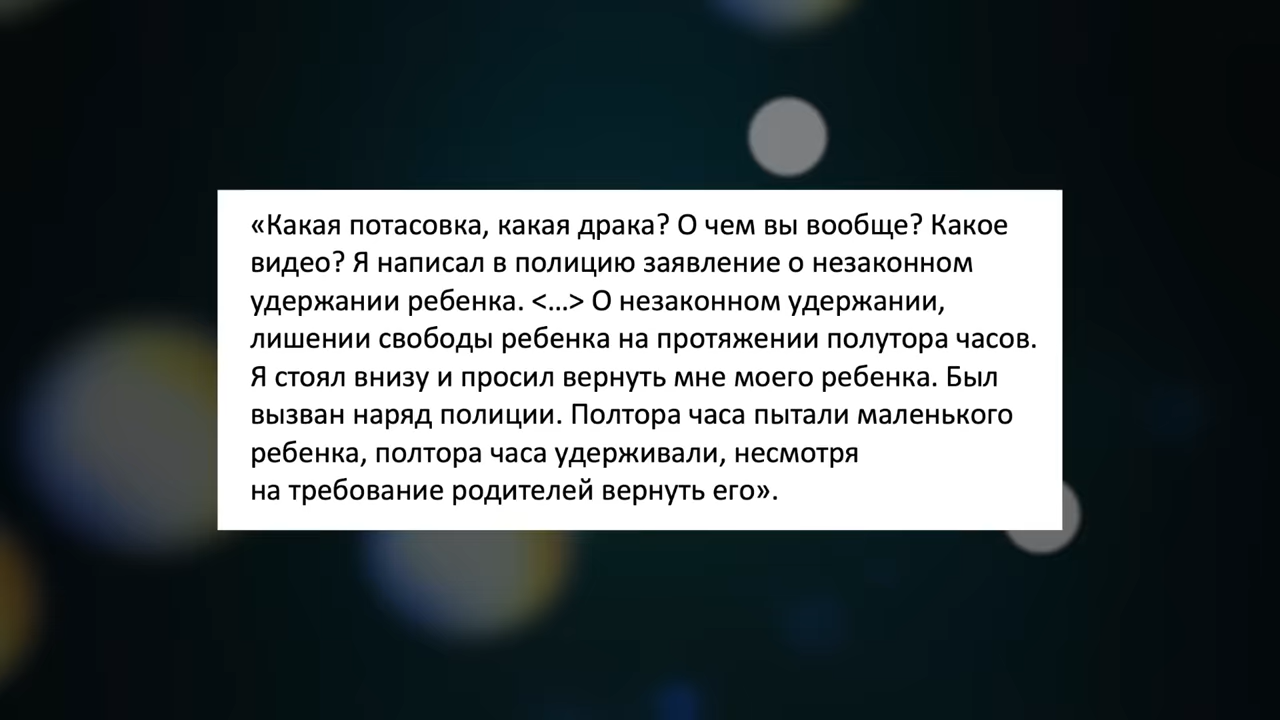 «Какая потасовка, какая драка? О чем вы вообще? Какое
видео? Я написал в полицию заявление о незаконном
удержании ребенка. <...> О незаконном удержании,
лишении свободы ребенка на протяжении полутора часов.
Я стоял внизу и просил вернуть мне моего ребенка. Был
вызван наряд полиции. Полтора часа пытали маленького
ребенка, полтора часа удерживали, несмотря
на требование родителей вернуть его».